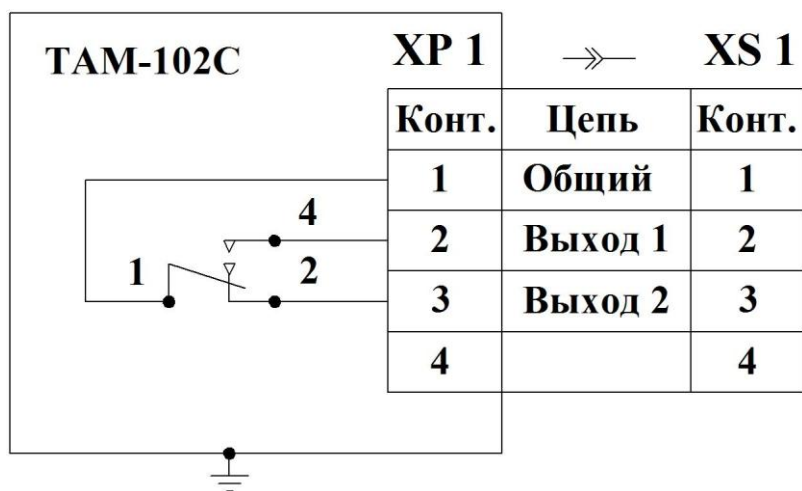 ТАМ-102С
ХР 1
XS 1
Конт. Цепь Конт.
1 Общий 1
4
2 Выход 1 2
1
2
3 Выход 2 3
4 4